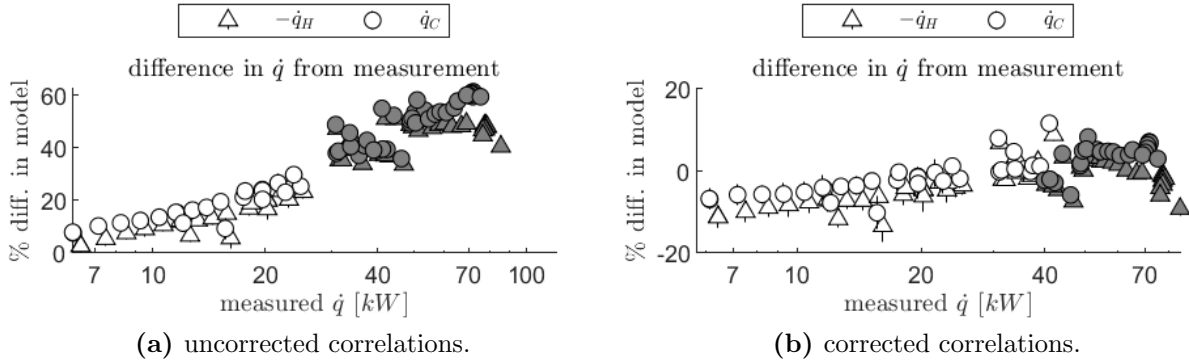 −q̇_H q̇_C
difference in q̇ from measurement
% diff. in model
60
40
20
0
7 10 20 40 70 100
measured q̇ [kW]
(a) uncorrected correlations.
−q̇_H q̇_C
difference in q̇ from measurement
% diff. in model
20
0
-20
7 10 20 40 70
measured q̇ [kW]
(b) corrected correlations.